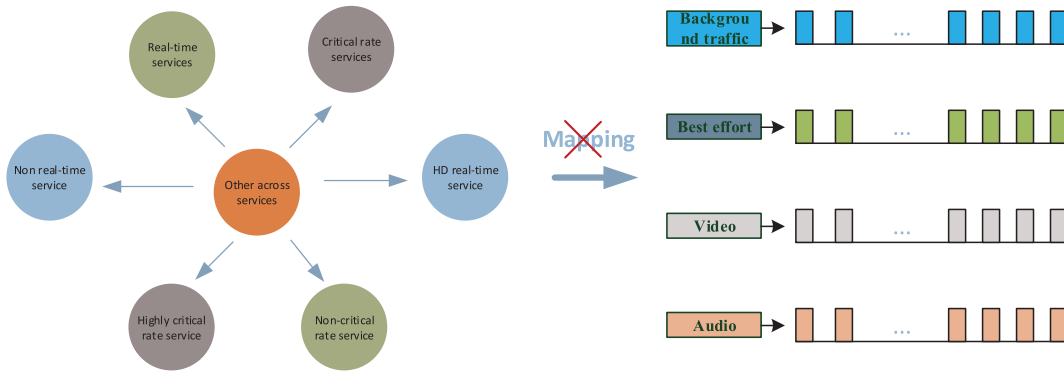 Real-time
services
Critical rate
services
Non real-time
service
Other across
services
HD real-time
service
Highly critical
rate service
Non-critical
rate service
Mapping
Backgrou
nd traffic
...
Best effort
...
Video
...
Audio
...